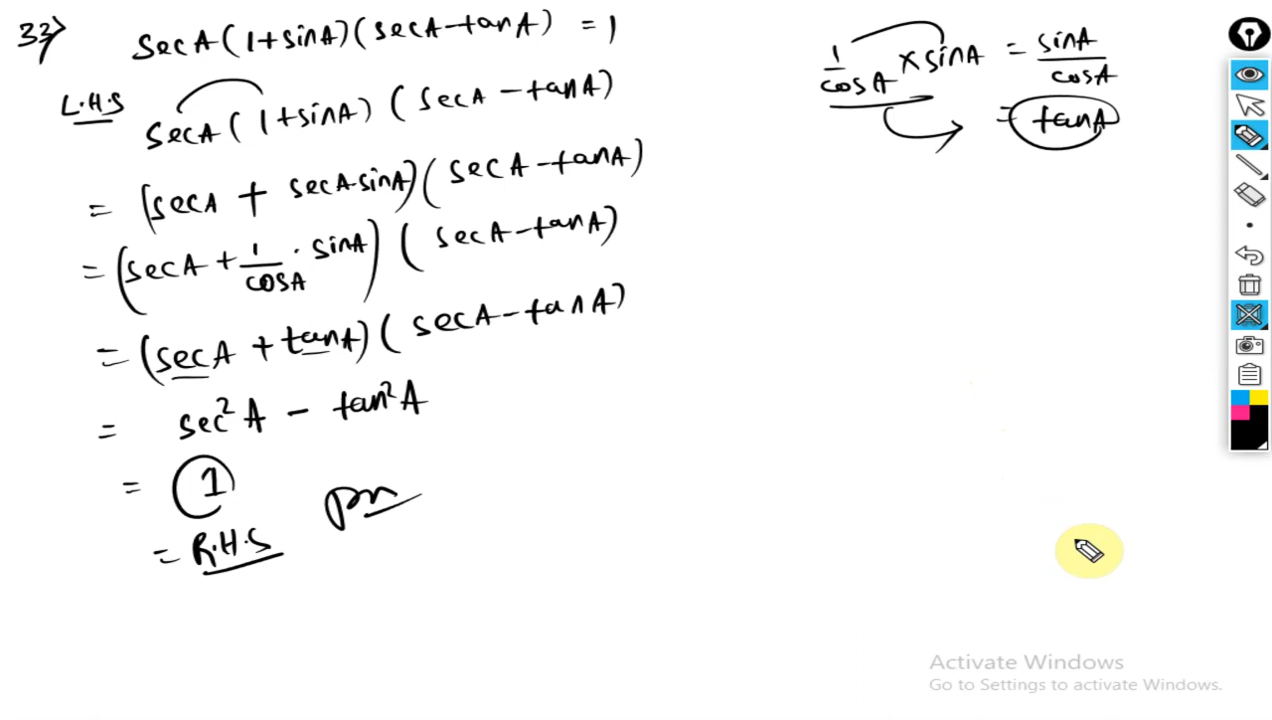 33) SecA(1+sinA)(secA-tanA) = 1
L.H.S
SecA(1+sinA)(SecA-tanA)
= (secA + secA·sinA)(secA-tanA)
= (secA + 1/cosA · sinA)(secA-tanA)
= (secA + tanA)(secA-tanA)
= sec²A - tan²A
= 1
= R.H.S
1/cosA × sinA = sinA/cosA
= tanA
Activate Windows
Go to Settings to activate Windows.